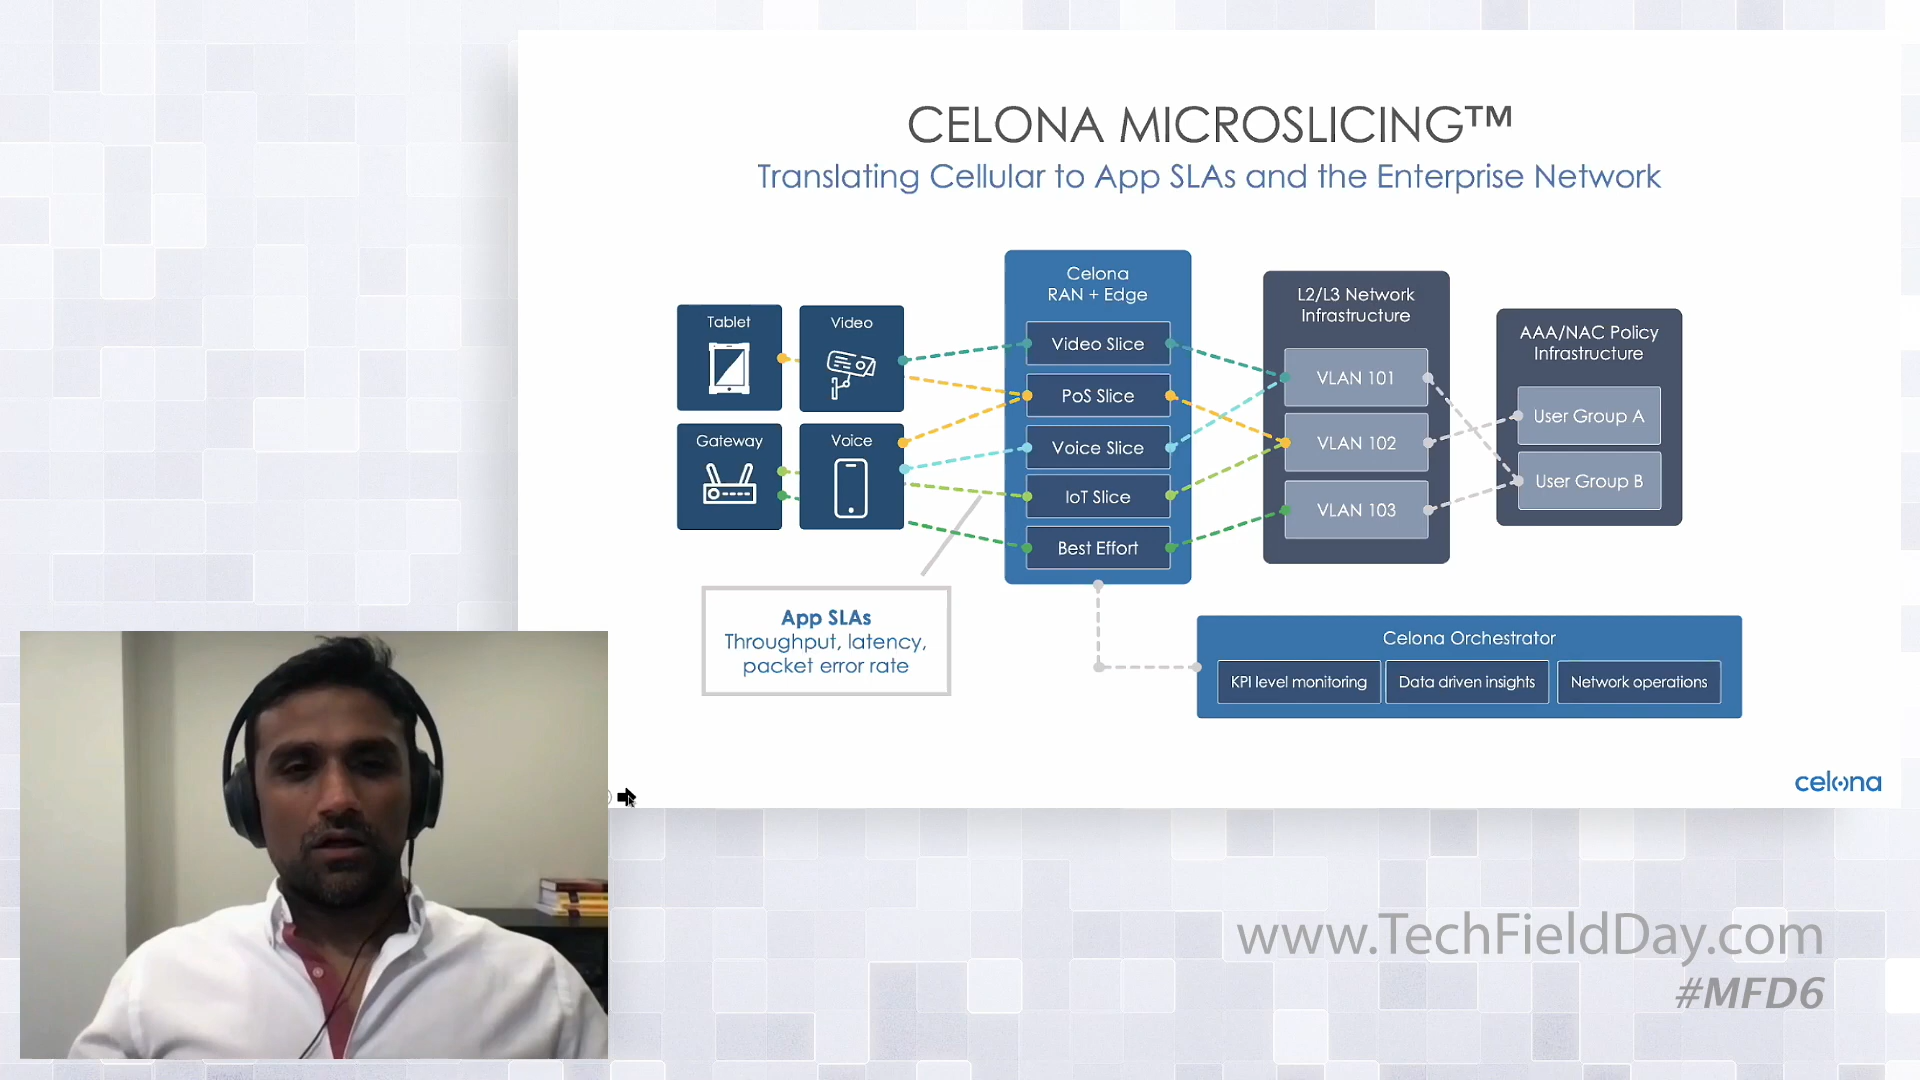 CELONA MICROSLICING™
Translating Cellular to App SLAs and the Enterprise Network
Tablet
Video
Gateway
Voice
Celona
RAN + Edge
Video Slice
PoS Slice
Voice Slice
IoT Slice
Best Effort
L2/L3 Network
Infrastructure
VLAN 101
VLAN 102
VLAN 103
AAA/NAC Policy
Infrastructure
User Group A
User Group B
App SLAs
Throughput, latency,
packet error rate
Celona Orchestrator
KPI level monitoring
Data driven insights
Network operations
celona
www.TechFieldDay.com
#MFD6